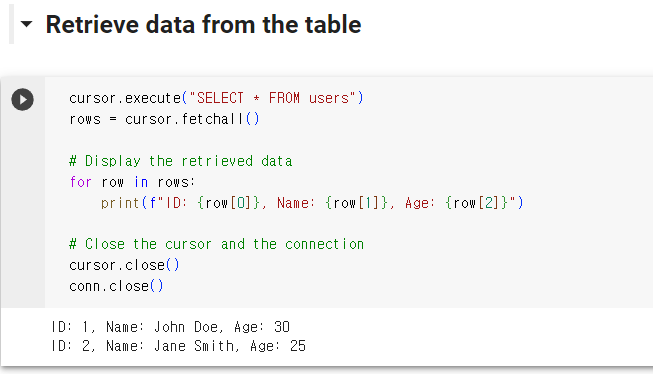 Retrieve data from the table
cursor.execute("SELECT * FROM users")
rows = cursor.fetchall()
# Display the retrieved data
for row in rows:
    print(f"ID: {row[0]}, Name: {row[1]}, Age: {row[2]}")
# Close the cursor and the connection
cursor.close()
conn.close()
ID: 1, Name: John Doe, Age: 30
ID: 2, Name: Jane Smith, Age: 25